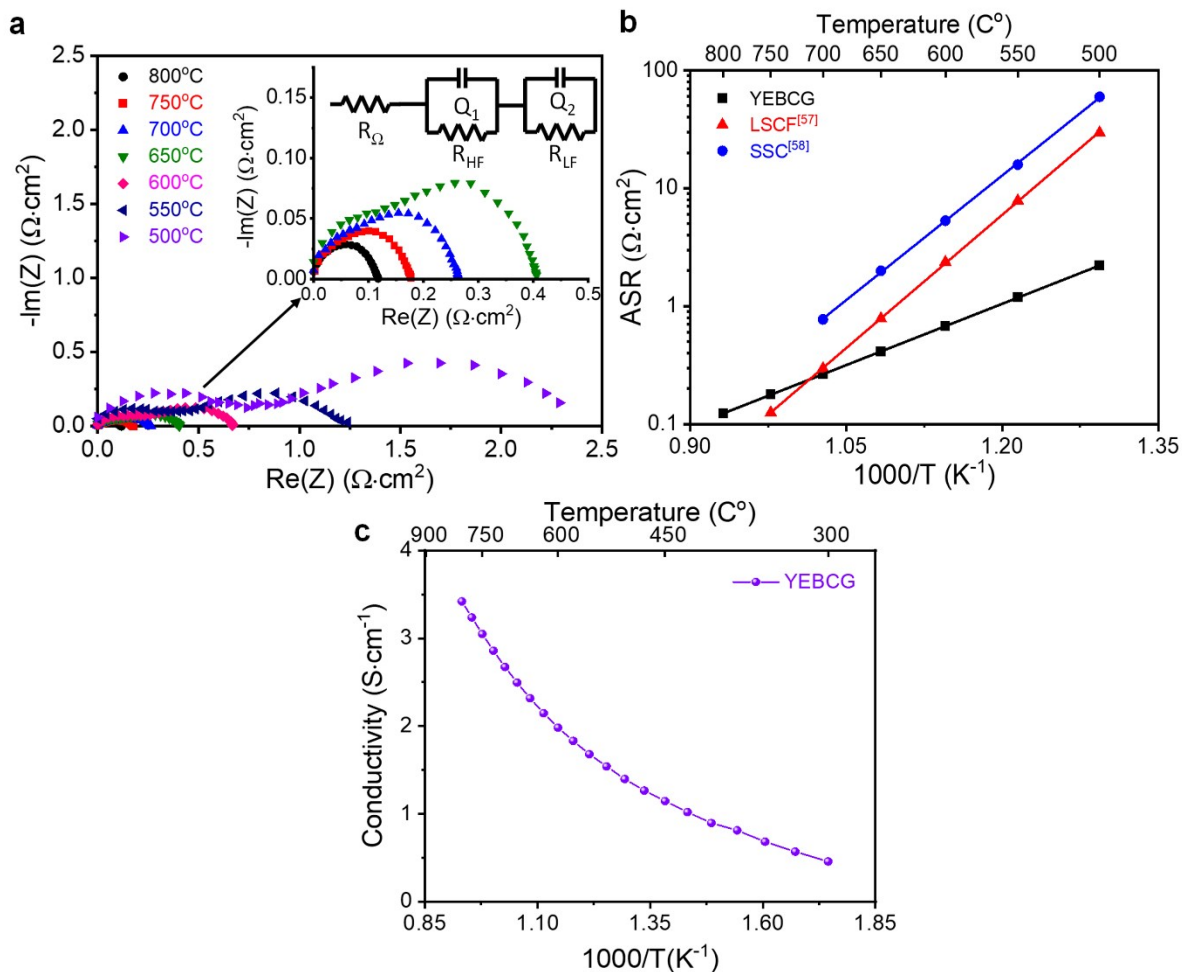 a
2.5
2.0
1.5
1.0
0.5
0.0
-Im(Z) (Ω·cm²)
800°C
750°C
700°C
650°C
600°C
550°C
500°C
0.15
0.10
0.05
0.00
-Im(Z) (Ω·cm²)
R_Ω
Q₁
R_HF
Q₂
R_LF
0.0 0.1 0.2 0.3 0.4 0.5
Re(Z) (Ω·cm²)
0.0 0.5 1.0 1.5 2.0 2.5
Re(Z) (Ω·cm²)
b
Temperature (C°)
800 750 700 650 600 550 500
100
10
1
0.1
ASR (Ω·cm²)
YEBCG
LSCF[57]
SSC[58]
0.90 1.05 1.20 1.35
1000/T (K⁻¹)
c
Temperature (C°)
900 750 600 450 300
4
3
2
1
0
Conductivity (S·cm⁻¹)
YEBCG
0.85 1.10 1.35 1.60 1.85
1000/T(K⁻¹)